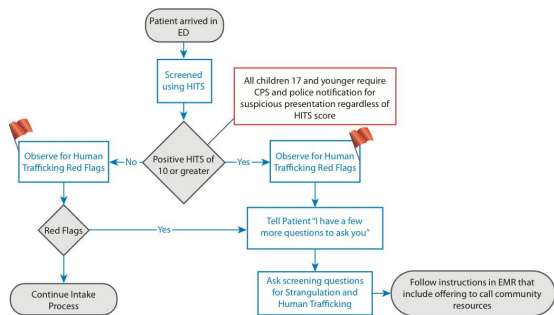 Patient arrived in
ED
Screened
using HITS
All children 17 and younger require
CPS and police notification for
suspicious presentation regardless of
HITS score
Observe for Human
Trafficking Red Flags
No
Positive HITS of
10 or greater
Yes
Observe for Human
Trafficking Red Flags
Red Flags
Yes
Tell Patient "I have a few
more questions to ask you"
Continue Intake
Process
Ask screening questions
for Strangulation and
Human Trafficking
Follow instructions in EMR that
include offering to call community
resources